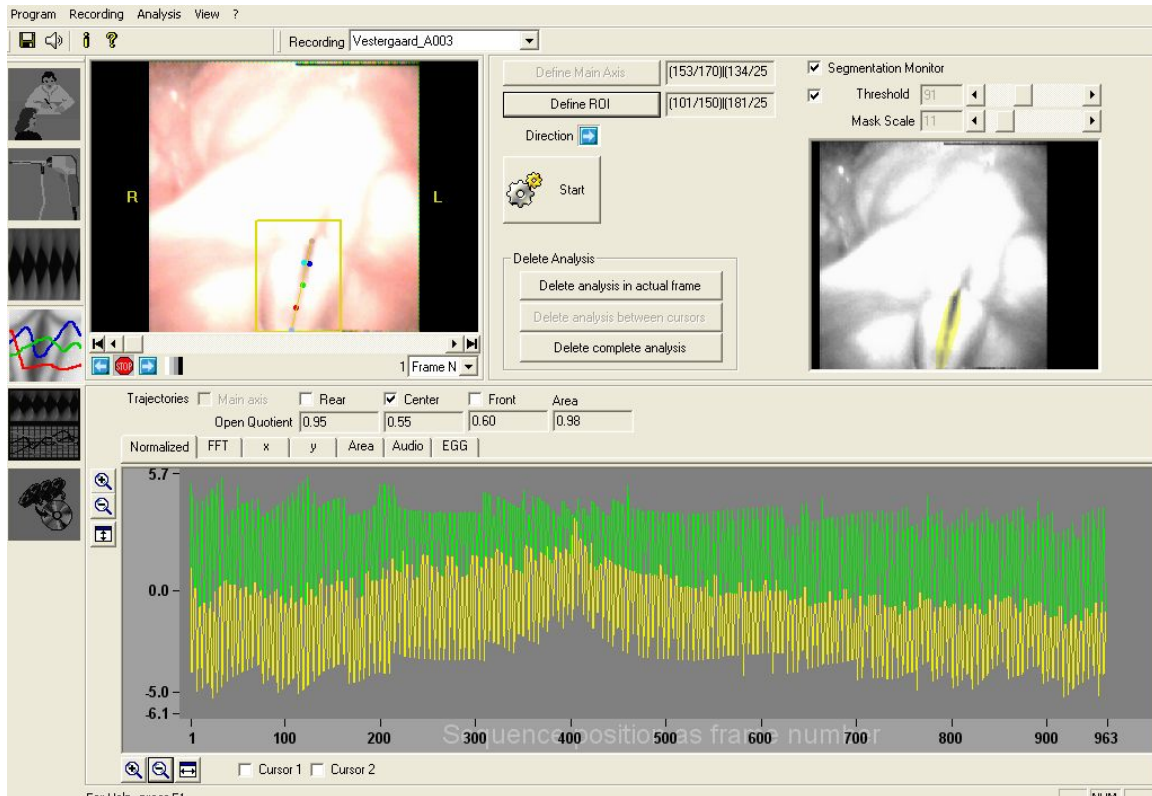 Program Recording Analysis View ?
Recording Vestergaard_A003
R L
Define Main Axis (153/170)|(134/25
Define ROI (101/150)|(181/25
Direction
Start
Delete Analysis
Delete analysis in actual frame
Delete analysis between cursors
Delete complete analysis
Segmentation Monitor
Threshold 91
Mask Scale 11
STOP 1 Frame N
Trajectories Main axis Rear Center Front Area
Open Quotient 0.95 0.55 0.60 0.98
Normalized FFT x y Area Audio EGG
5.7
0.0
-5.0
-6.1
1 100 200 300 400 500 600 700 800 900 963
Sequence position as frame number
Cursor 1 Cursor 2